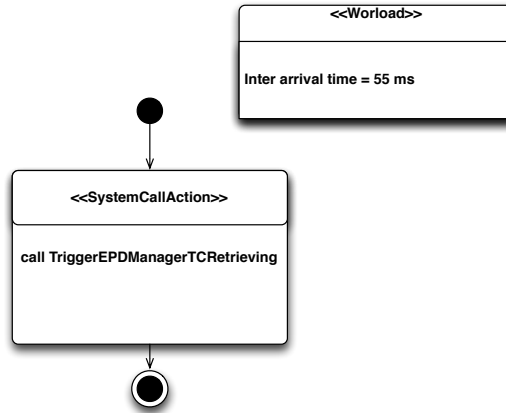 <<Worload>>
Inter arrival time = 55 ms
<<SystemCallAction>>
call TriggerEPDManagerTCRetrieving